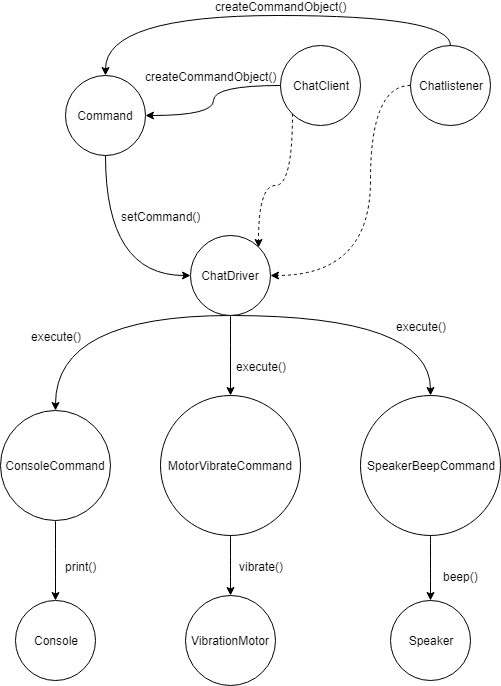 createCommandObject()
createCommandObject()
ChatClient
Chatlistener
Command
setCommand()
ChatDriver
execute()
execute()
execute()
ConsoleCommand
MotorVibrateCommand
SpeakerBeepCommand
print()
vibrate()
beep()
Console
VibrationMotor
Speaker